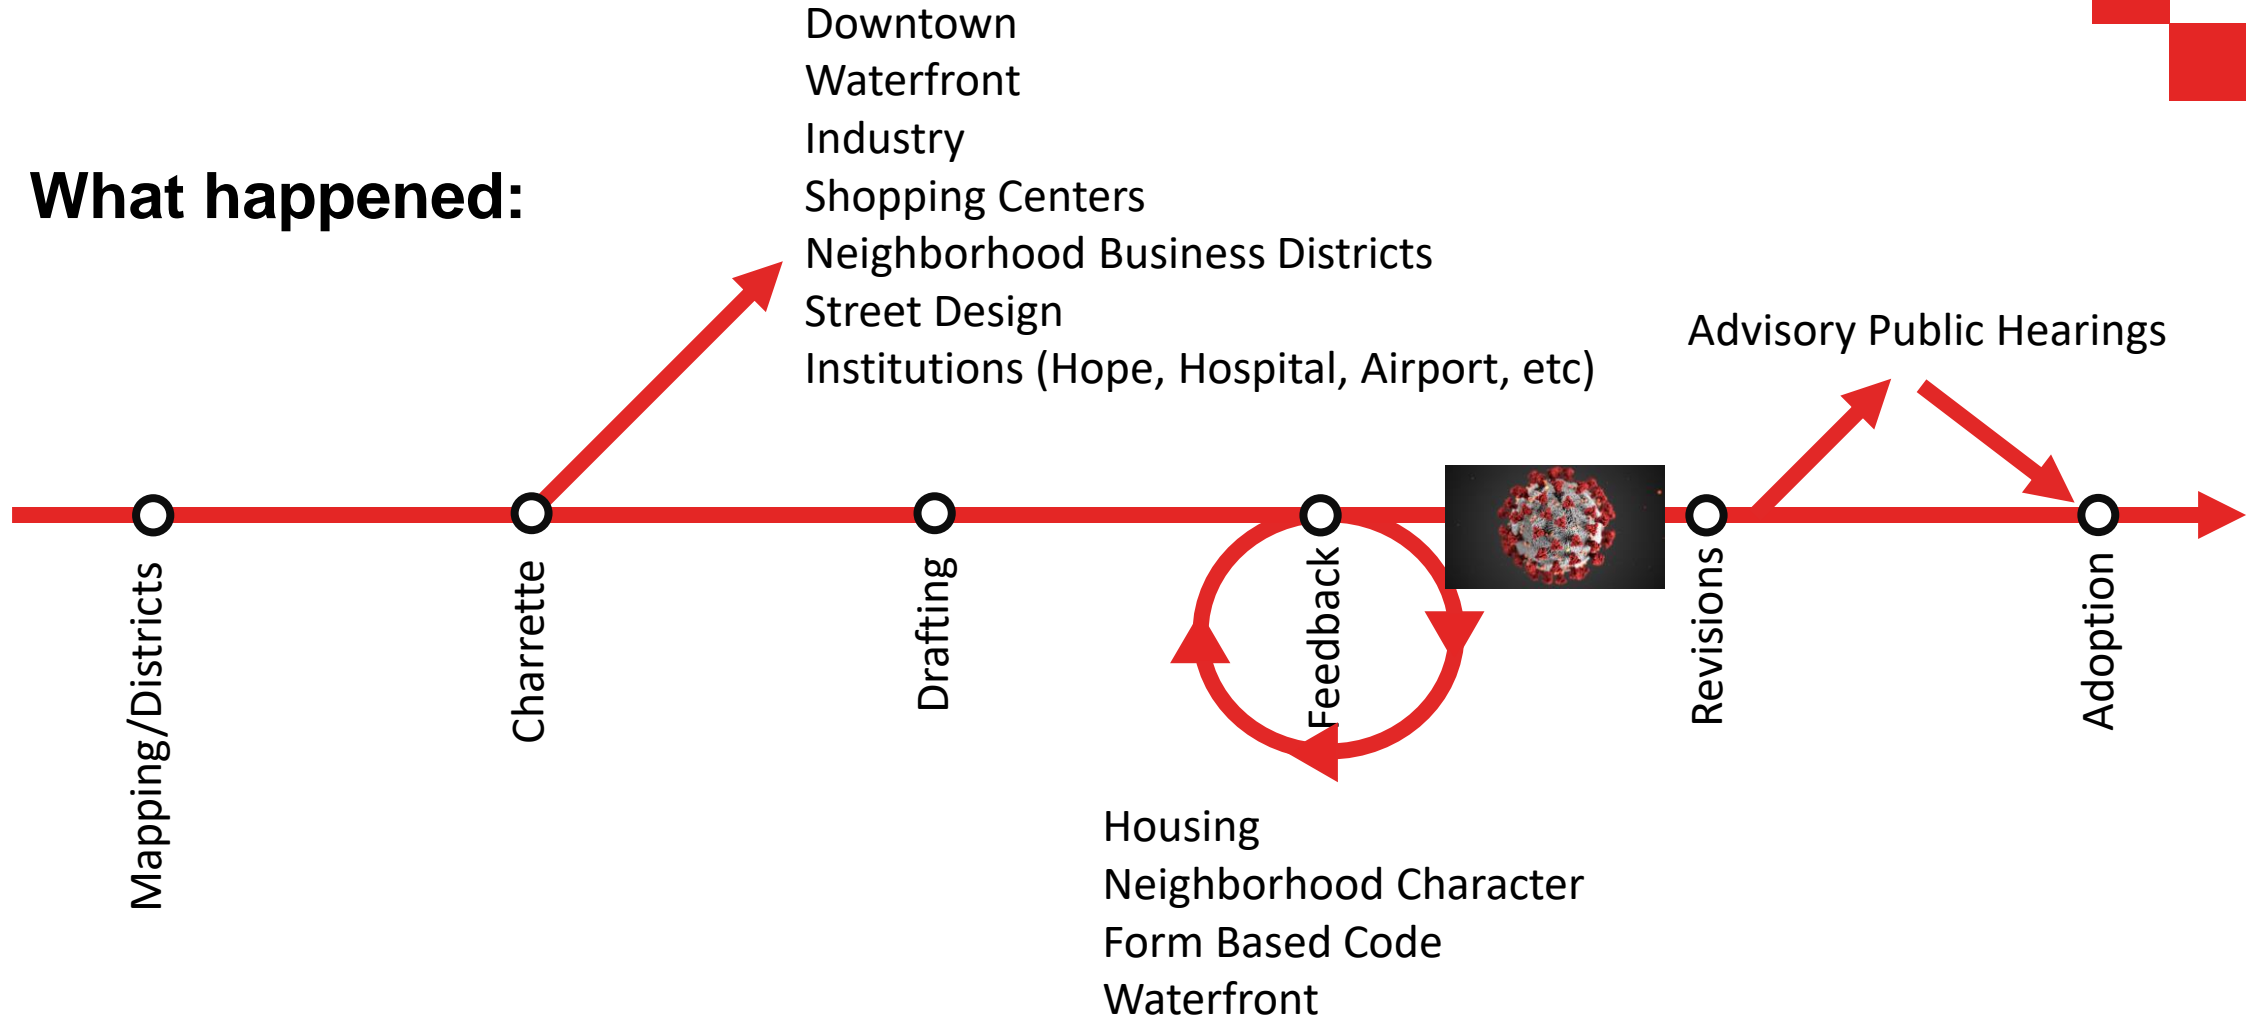 Downtown
Waterfront
Industry
Shopping Centers
Neighborhood Business Districts
Street Design
Institutions (Hope, Hospital, Airport, etc)
What happened:
Advisory Public Hearings
Mapping/Districts
Charrette
Drafting
Feedback
Revisions
Adoption
Housing
Neighborhood Character
Form Based Code
Waterfront